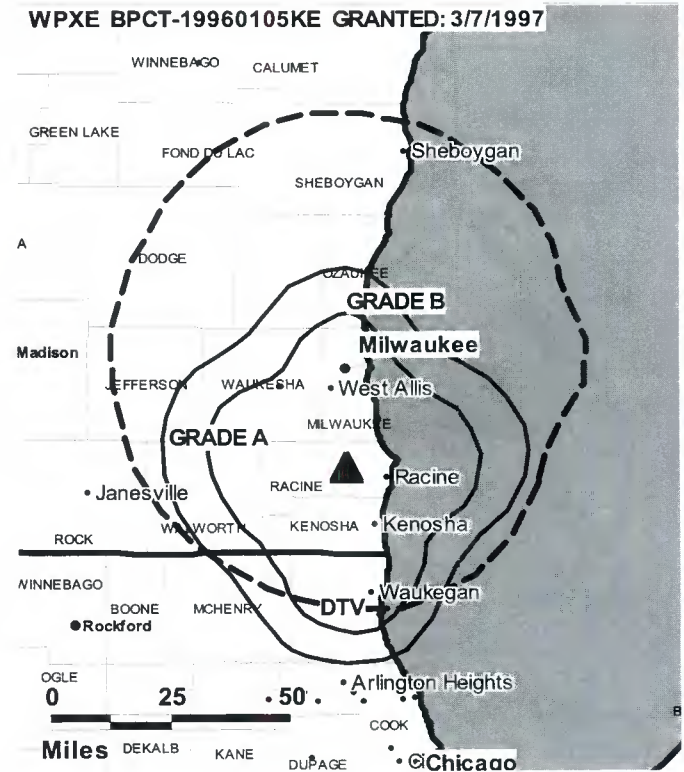 WPXE BPCT-19960105KE GRANTED: 3/7/1997
WINNEBAGO
CALUMET
GREEN LAKE
FOND DU LAC
Sheboygan
SHEBOYGAN
A
DODGE
OZAUKEE
GRADE B
Milwaukee
Madison
JEFFERSON
WAUKESHA
West Allis
MILWAUKEE
GRADE A
Racine
RACINE
Janesville
WALWORTH
KENOSHA
Kenosha
ROCK
WINNEBAGO
Waukegan
BOONE
MCHENRY
DTV
Rockford
OGLE
Arlington Heights
0 25 50
COOK
B
Miles
DEKALB
KANE
DUPAGE
Chicago